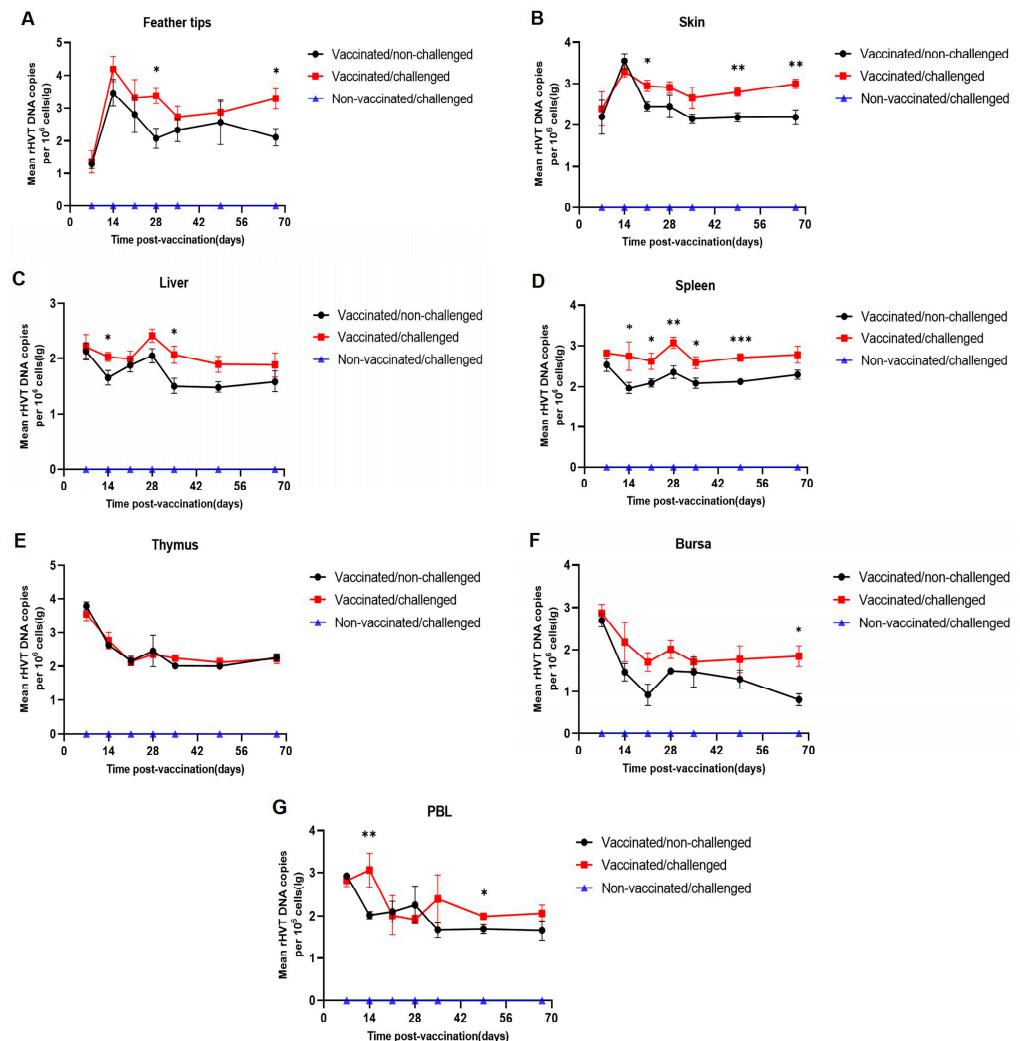 A
Feather tips
Mean rHVT DNA copies
per 10⁶ cells(lg)
5
4
3
2
1
0
0 14 28 42 56 70
Time post-vaccination(days)
*
*
Vaccinated/non-challenged
Vaccinated/challenged
Non-vaccinated/challenged
B
Skin
Mean rHVT DNA copies
per 10⁶ cells(lg)
4
3
2
1
0
0 14 28 42 56 70
Time post-vaccination(days)
*
**
**
Vaccinated/non-challenged
Vaccinated/challenged
Non-vaccinated/challenged
C
Liver
Mean rHVT DNA copies
per 10⁶ cells(lg)
3
2
1
0
0 14 28 42 56 70
Time post-vaccination(days)
*
*
Vaccinated/non-challenged
Vaccinated/challenged
Non-vaccinated/challenged
D
Spleen
Mean rHVT DNA copies
per 10⁶ cells(lg)
4
3
2
1
0
0 14 28 42 56 70
Time post-vaccination(days)
*
*
**
*
***
Vaccinated/non-challenged
Vaccinated/challenged
Non-vaccinated/challenged
E
Thymus
Mean rHVT DNA copies
per 10⁶ cells(lg)
5
4
3
2
1
0
0 14 28 42 56 70
Time post-vaccination(days)
Vaccinated/non-challenged
Vaccinated/challenged
Non-vaccinated/challenged
F
Bursa
Mean rHVT DNA copies
per 10⁶ cells(lg)
4
3
2
1
0
0 14 28 42 56 70
Time post-vaccination(days)
*
Vaccinated/non-challenged
Vaccinated/challenged
Non-vaccinated/challenged
G
PBL
Mean rHVT DNA copies
per 10⁶ cells(lg)
4
3
2
1
0
0 14 28 42 56 70
Time post-vaccination(days)
**
*
Vaccinated/non-challenged
Vaccinated/challenged
Non-vaccinated/challenged